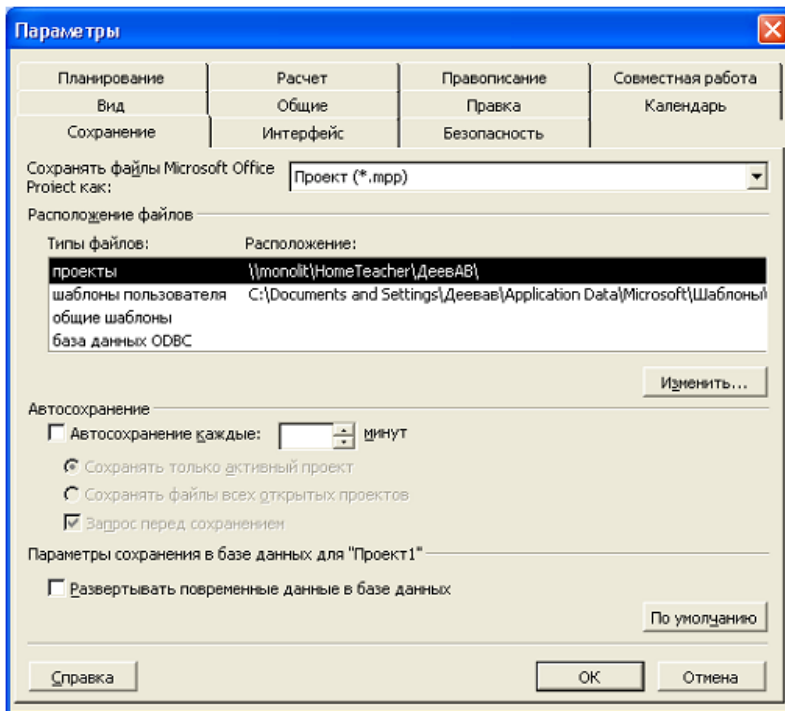 Параметры
Планирование Расчет Правописание Совместная работа
Вид Общие Правка Календарь
Сохранение Интерфейс Безопасность
Сохранять файлы Microsoft Office
Project как: Проект (*.mpp)
Расположение файлов
Типы файлов: Расположение:
проекты \\monolit\HomeTeacher\ДеевАВ\
шаблоны пользователя C:\Documents and Settings\Деевав\Application Data\Microsoft\Шаблоны\
общие шаблоны
база данных ODBC
Изменить...
Автосохранение
Автосохранение каждые: минут
Сохранять только активный проект
Сохранять файлы всех открытых проектов
Запрос перед сохранением
Параметры сохранения в базе данных для "Проект1"
Развертывать повременные данные в базе данных
По умолчанию
Справка ОК Отмена